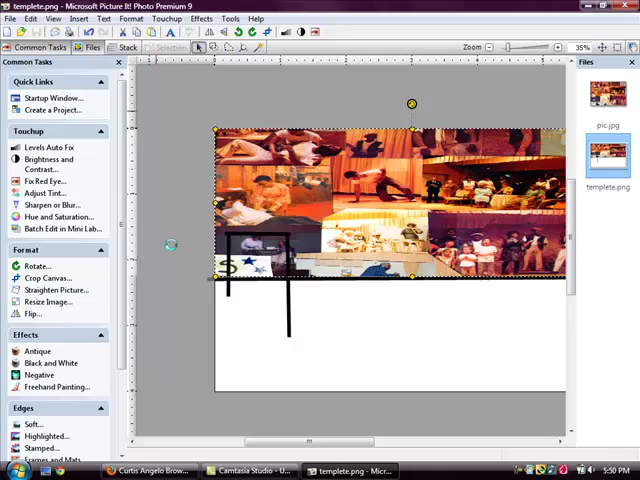 templete.png - Microsoft Picture It! Photo Premium 9
File Edit View Insert Text Format Touchup Effects Tools Help
Common Tasks Files Stack Zoom 35%
Common Tasks Files
Quick Links
Startup Window...
Create a Project...
Touchup
Levels Auto Fix
Brightness and
Contrast...
Fix Red Eye...
Adjust Tint...
Sharpen or Blur...
Hue and Saturation...
Batch Edit in Mini Lab...
Format
Rotate...
Crop Canvas...
Straighten Picture...
Resize Image...
Flip...
Effects
Antique
Black and White
Negative
Freehand Painting...
Edges
Soft...
Highlighted...
Stamped...
Frames and Mats
pic.jpg
templete.png
S
Curtis Angelo Brow...
Camtasia Studio - U...
templete.png - Micr...
5:50 PM